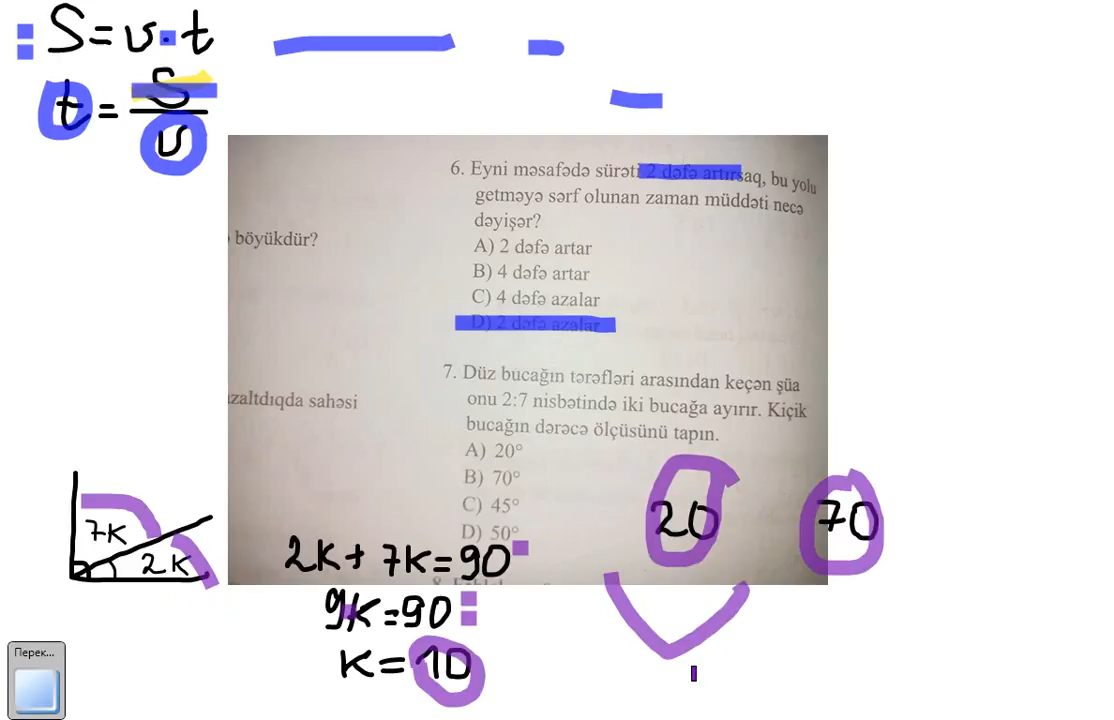 S=v·t
t=S/v
6. Eyni məsafədə sürəti 2 dəfə artırsaq, bu yolu
getməyə sərf olunan zaman müddəti necə
dəyişər?
A) 2 dəfə artar
B) 4 dəfə artar
C) 4 dəfə azalar
D) 2 dəfə azalar
böyükdür?
azaltdıqda sahəsi
7. Düz bucağın tərəfləri arasından keçən şüa
onu 2:7 nisbətində iki bucağa ayırır. Kiçik
bucağın dərəcə ölçüsünü tapın.
A) 20°
B) 70°
C) 45°
D) 50°
7K
2K
2K+7K=90
9K=90
K=10
20
70
Перек...